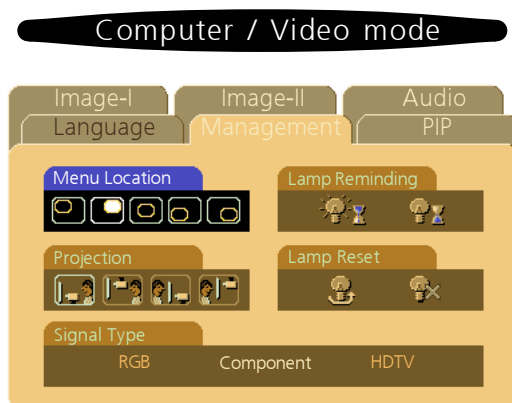 Computer / Video mode
Image-I Image-II Audio
Language Management PIP
Menu Location Lamp Reminding
Projection Lamp Reset
Signal Type
RGB Component HDTV